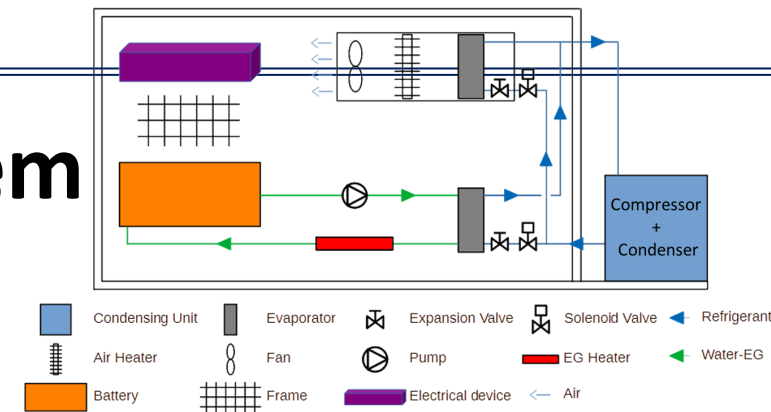 em
Compressor
+
Condenser
Condensing Unit
Evaporator
Expansion Valve
Solenoid Valve
Refrigerant
Air Heater
Fan
Pump
EG Heater
Water-EG
Battery
Frame
Electrical device
Air